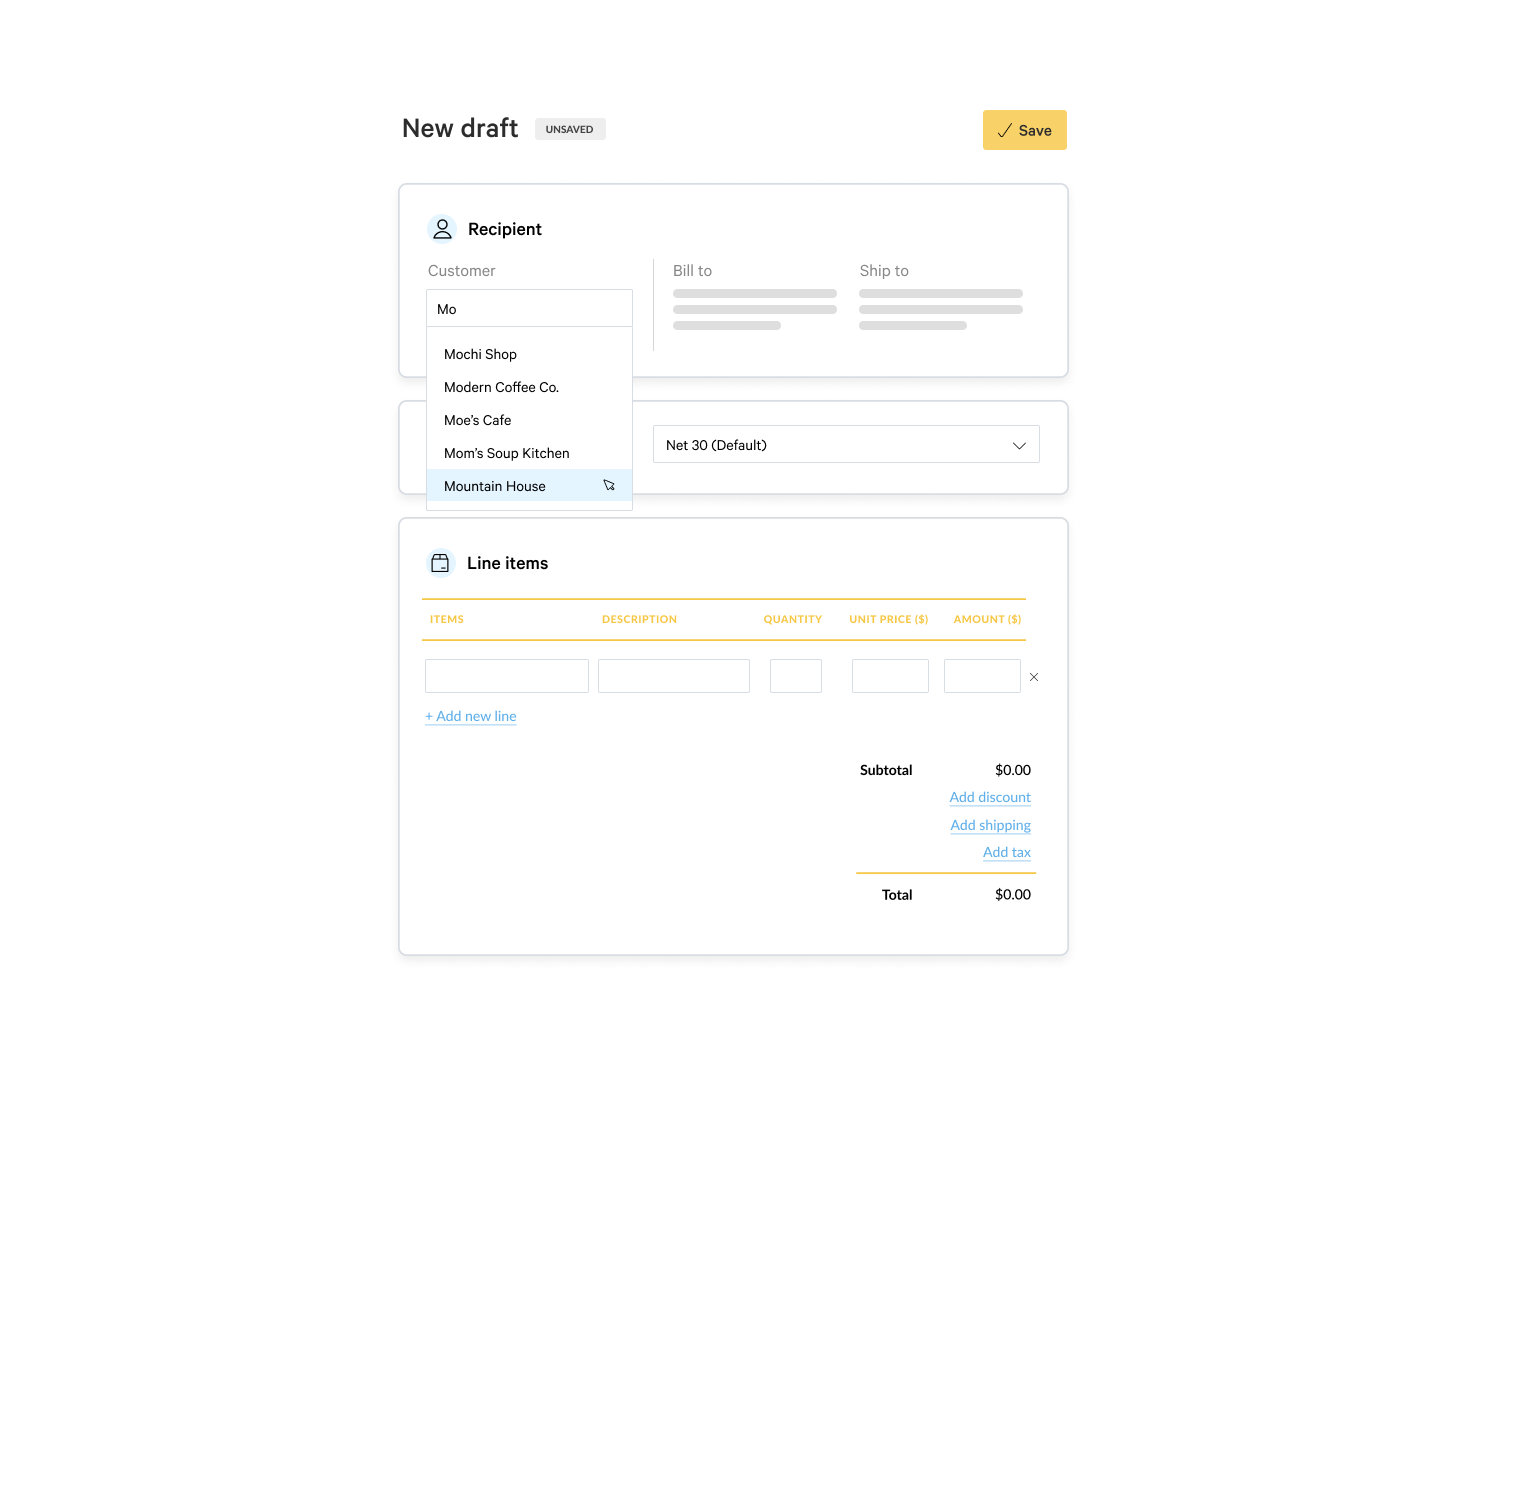 New draft UNSAVED Save
Recipient
Customer Bill to Ship to
Mo
Mochi Shop
Modern Coffee Co.
Moe's Cafe
Net 30 (Default)
Mom's Soup Kitchen
Mountain House
Line items
ITEMS DESCRIPTION QUANTITY UNIT PRICE ($) AMOUNT ($)
+ Add new line
Subtotal $0.00
Add discount
Add shipping
Add tax
Total $0.00